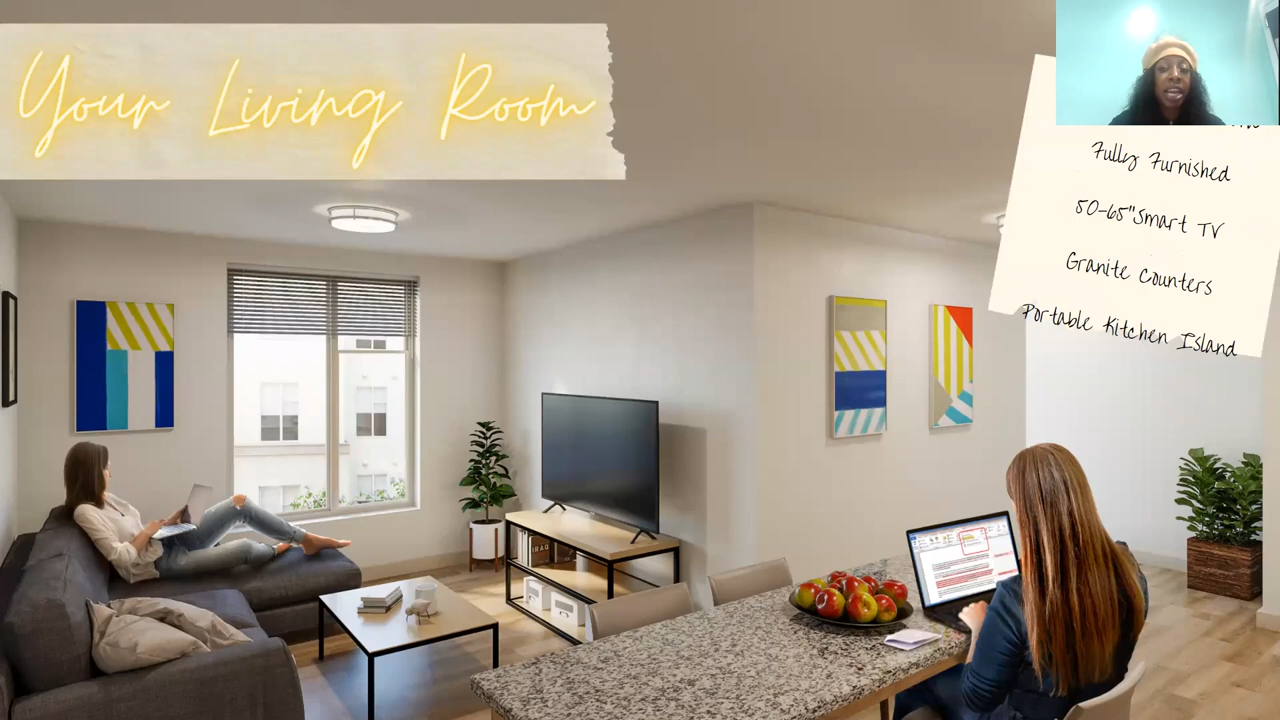 Your Living Room
Fully Furnished
50-65"Smart TV
Granite Counters
Portable Kitchen Island